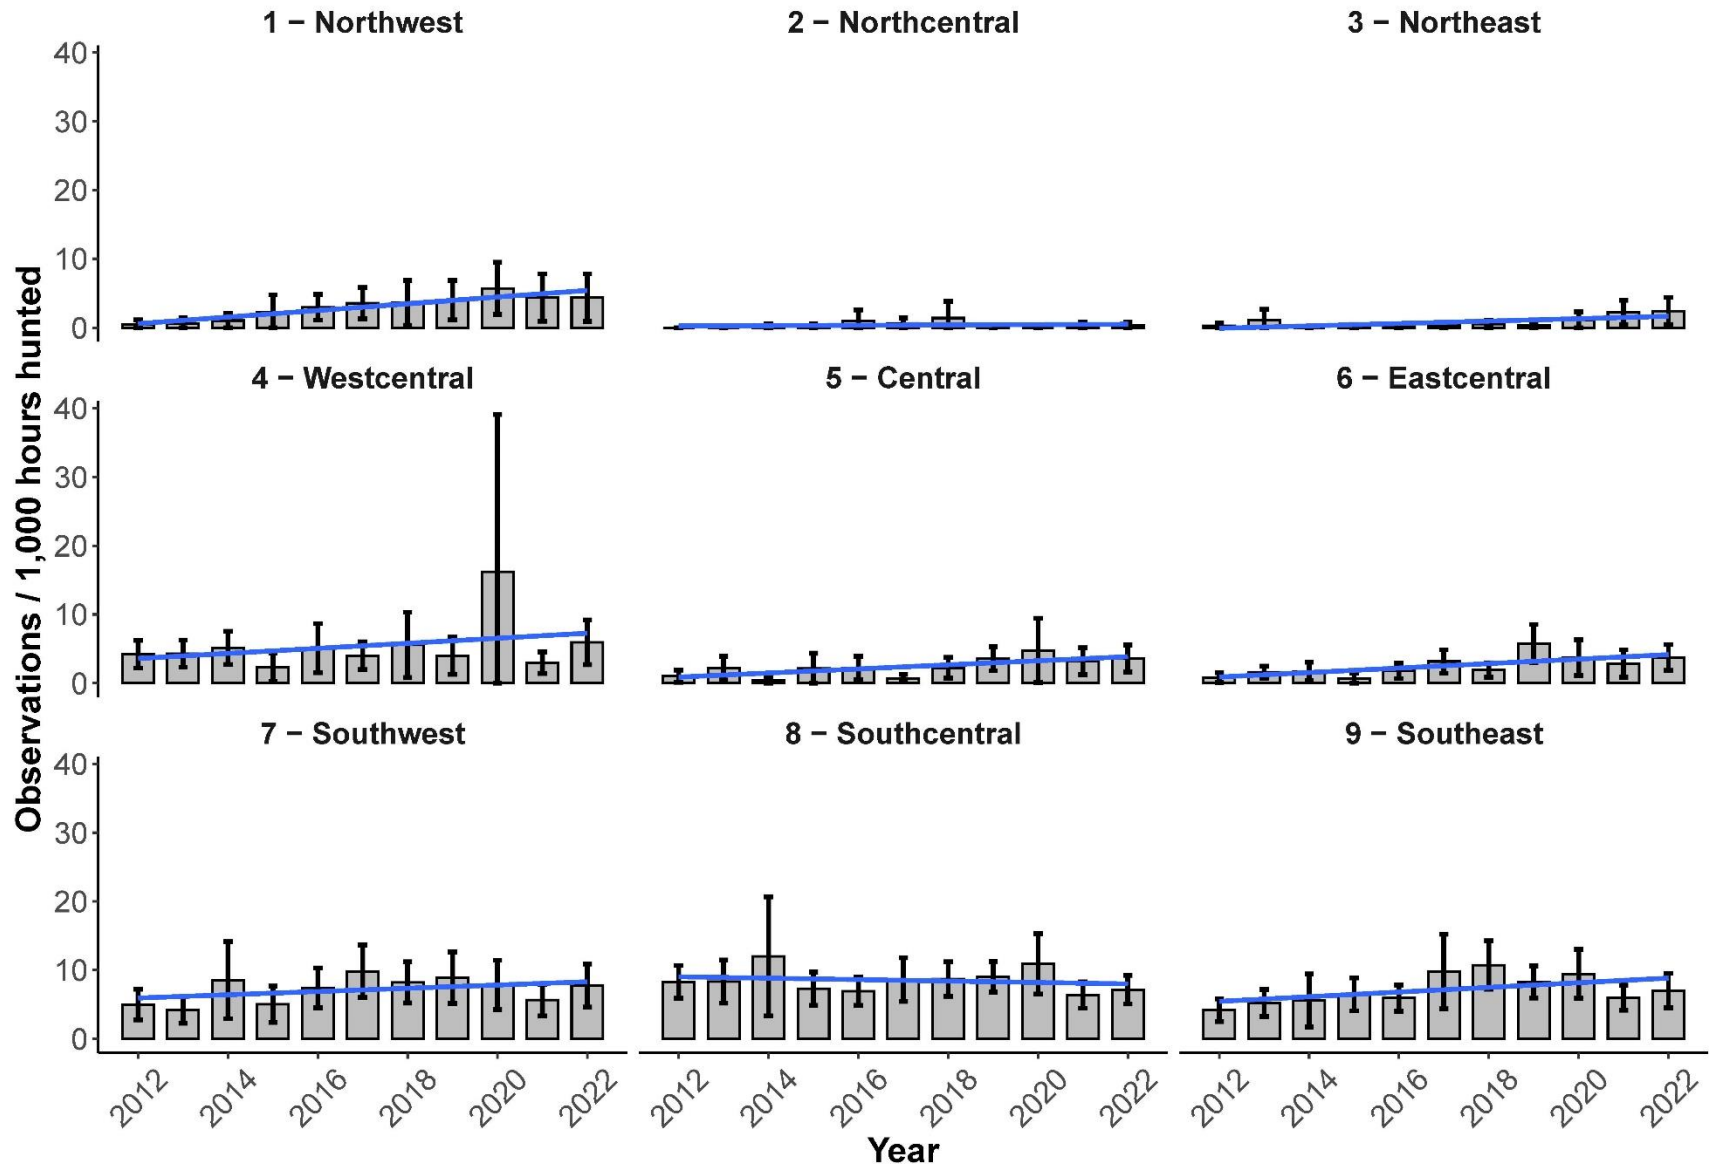 1 − Northwest
2 − Northcentral
3 − Northeast
40
30
20
10
0
4 − Westcentral
5 − Central
6 − Eastcentral
40
30
20
10
0
7 − Southwest
8 − Southcentral
9 − Southeast
40
30
20
10
0
Observations / 1,000 hours hunted
2012 2014 2016 2018 2020 2022
2012 2014 2016 2018 2020 2022
2012 2014 2016 2018 2020 2022
Year